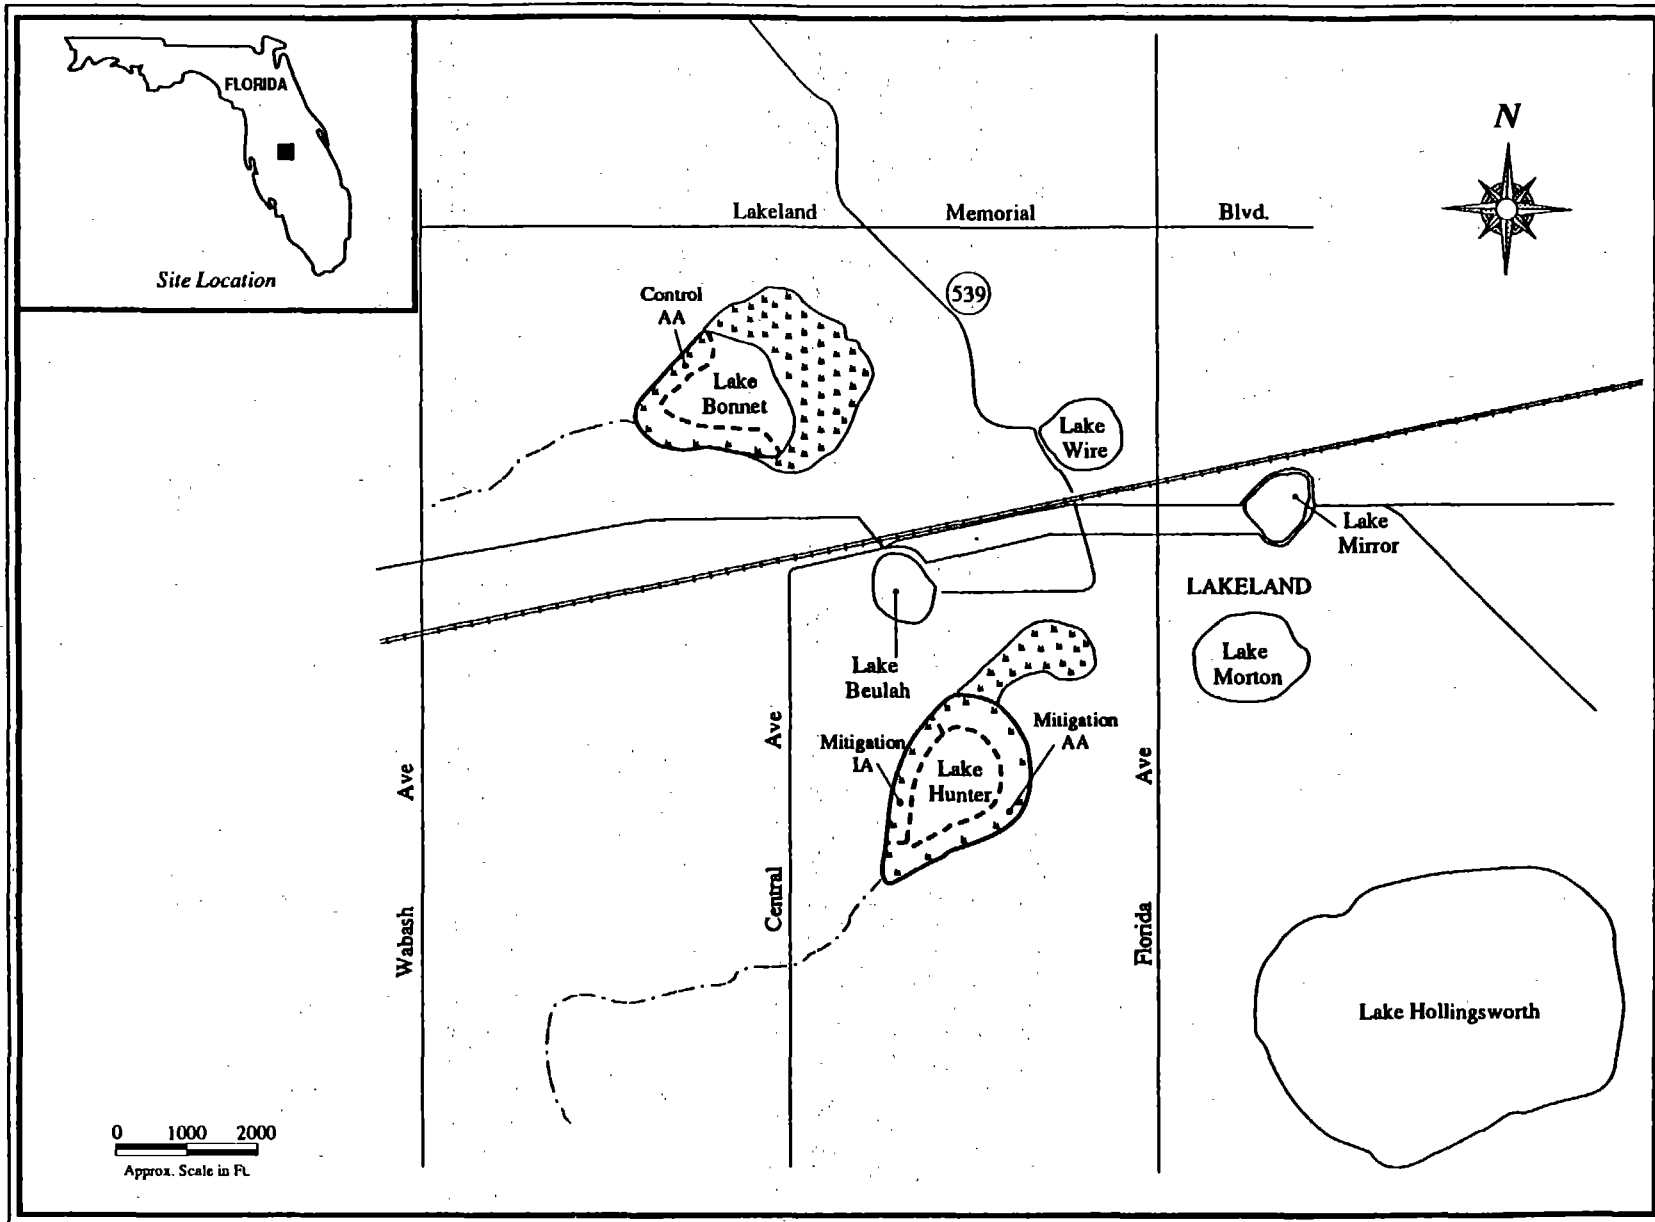 FLORIDA
Site Location
N
Lakeland Memorial Blvd.
539
Control
AA
Lake
Bonnet
Lake
Wire
Lake
Mirror
LAKELAND
Lake
Morton
Lake
Beulah
Mitigation
IA
Mitigation
AA
Lake
Hunter
Wabash Ave
Central Ave
Florida Ave
Lake Hollingsworth
0 1000 2000
Approx. Scale in Ft.